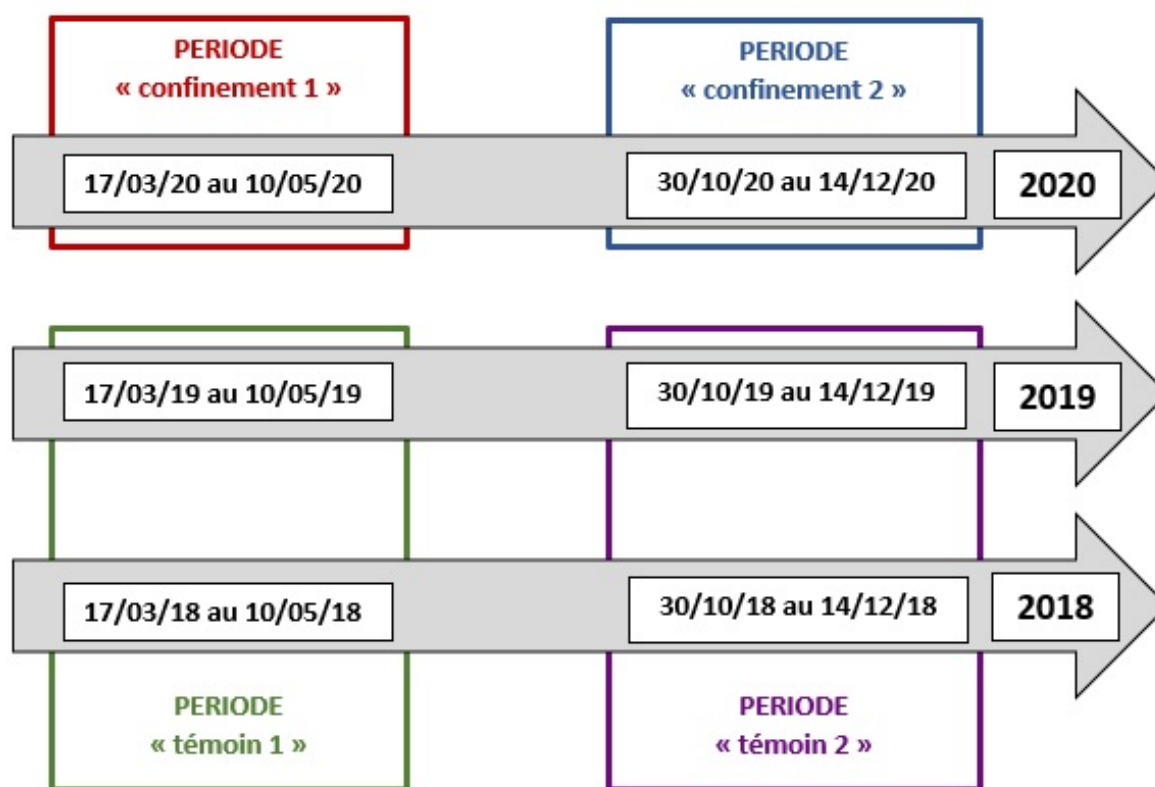 PERIODE
« confinement 1 »
PERIODE
« confinement 2 »
17/03/20 au 10/05/20
30/10/20 au 14/12/20
2020
17/03/19 au 10/05/19
30/10/19 au 14/12/19
2019
17/03/18 au 10/05/18
30/10/18 au 14/12/18
2018
PERIODE
« témoin 1 »
PERIODE
« témoin 2 »